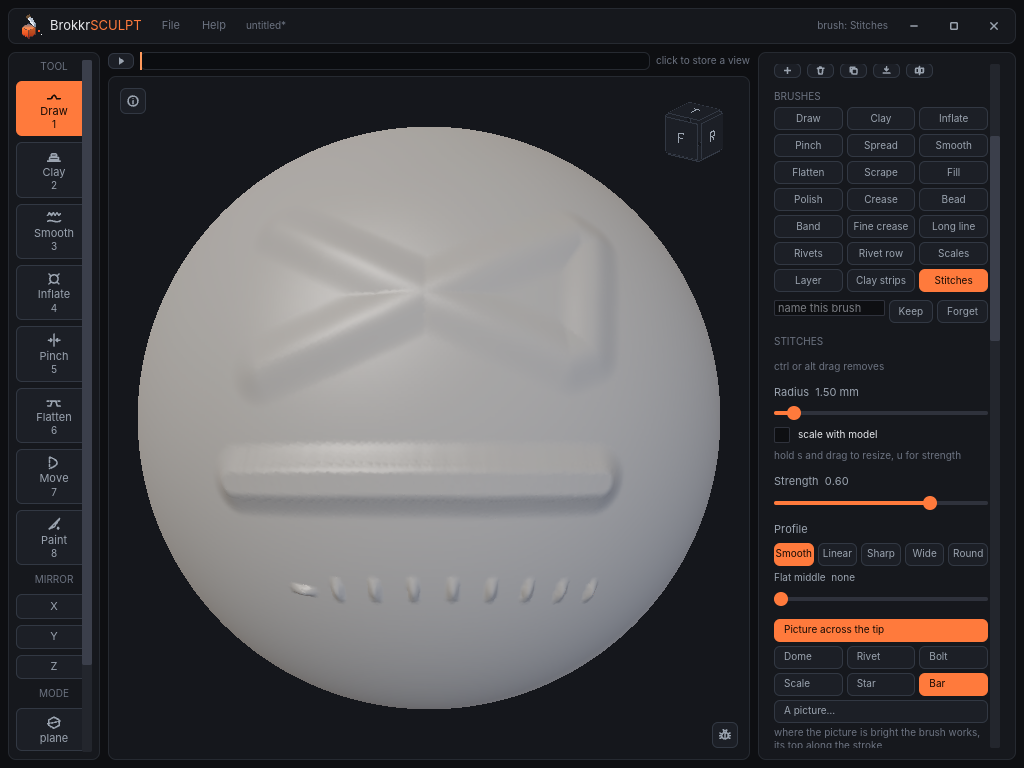 BrokkrSCULPT File Help untitled* brush: Stitches
click to store a view
TOOL
Draw
1
Clay
2
Smooth
3
Inflate
4
Pinch
5
Flatten
6
Move
7
Paint
8
MIRROR
X
Y
Z
MODE
plane
F R
BRUSHES
Draw Clay Inflate
Pinch Spread Smooth
Flatten Scrape Fill
Polish Crease Bead
Band Fine crease Long line
Rivets Rivet row Scales
Layer Clay strips Stitches
name this brush Keep Forget
STITCHES
ctrl or alt drag removes
Radius 1.50 mm
scale with model
hold s and drag to resize, u for strength
Strength 0.60
Profile
Smooth Linear Sharp Wide Round
Flat middle none
Picture across the tip
Dome Rivet Bolt
Scale Star Bar
A picture...
where the picture is bright the brush works,
its top along the stroke